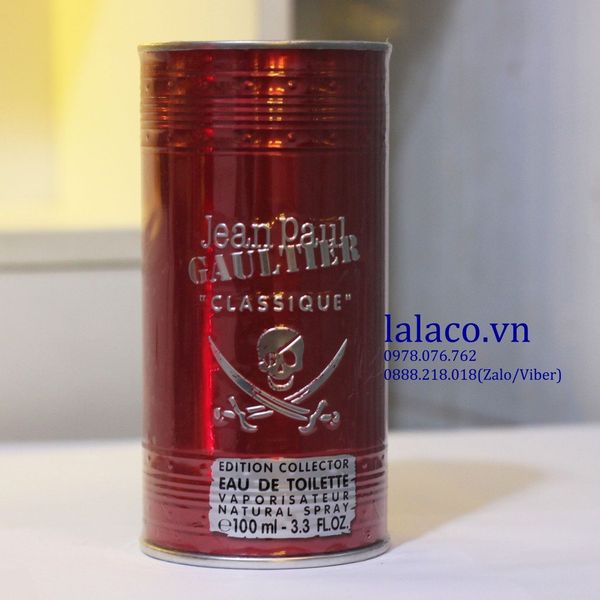 Jean Paul
GAULTIER
"CLASSIQUE"
lalaco.vn
0978.076.762
0888.218.018(Zalo/Viber)
EDITION COLLECTOR
EAU DE TOILETTE
VAPORISATEUR
NATURAL SPRAY
℮100 ml - 3.3 FL.OZ.